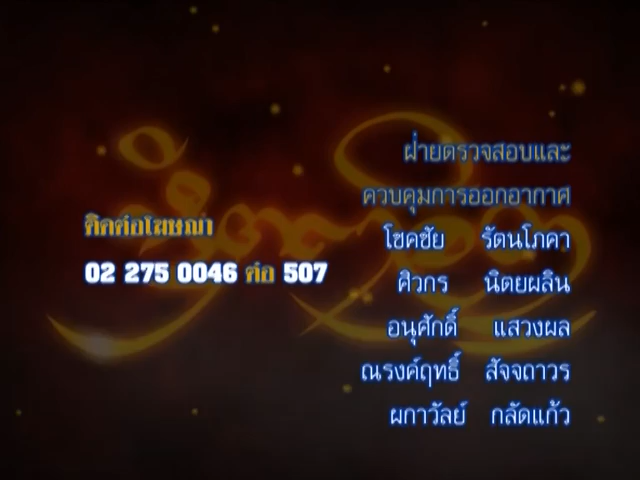 ติดต่อโฆษณา
02 275 0046 ต่อ 507
ฝ่ายตรวจสอบและ
ควบคุมการออกอากาศ
โชคชัย รัตนโภคา
ศิวกร นิตยผลิน
อนุศักดิ์ แสวงผล
ณรงค์ฤทธิ์ สัจจถาวร
ผกาวัลย์ กลัดแก้ว